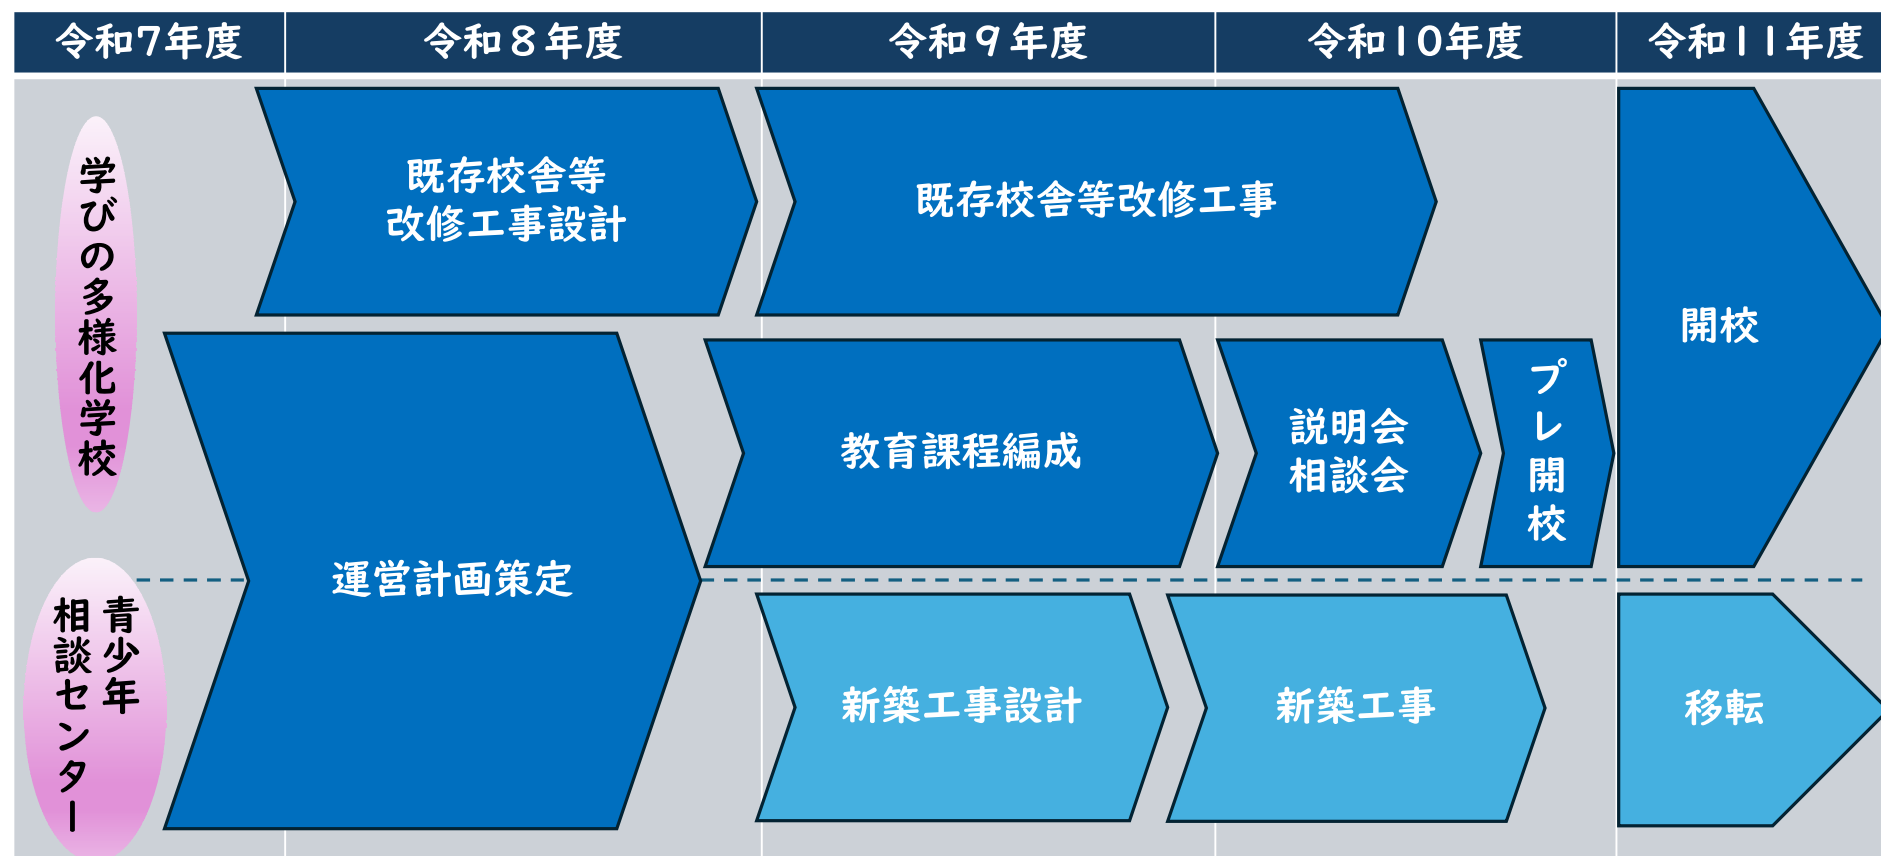 令和7年度
令和８年度
令和９年度
令和10年度
令和11年度
学びの多様化学校
既存校舎等
改修工事設計
既存校舎等改修工事
開校
運営計画策定
教育課程編成
説明会
相談会
プレ開校
青少年
相談センター
新築工事設計
新築工事
移転